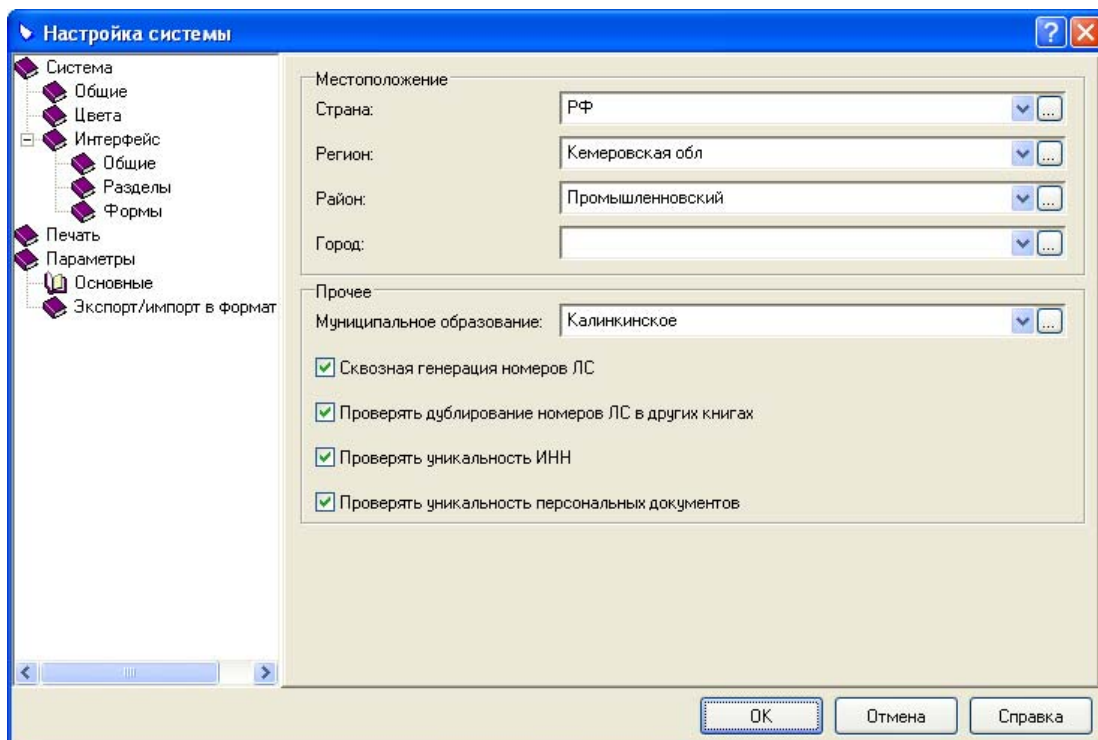 Настройка системы
Система
Общие
Цвета
Интерфейс
Общие
Разделы
Формы
Печать
Параметры
Основные
Экспорт/импорт в формат
Местоположение
Страна: РФ ...
Регион: Кемеровская обл ...
Район: Промышленновский ...
Город: ...
Прочее
Муниципальное образование: Калинкинское ...
Сквозная генерация номеров ЛС
Проверять дублирование номеров ЛС в других книгах
Проверять уникальность ИНН
Проверять уникальность персональных документов
ОК Отмена Справка